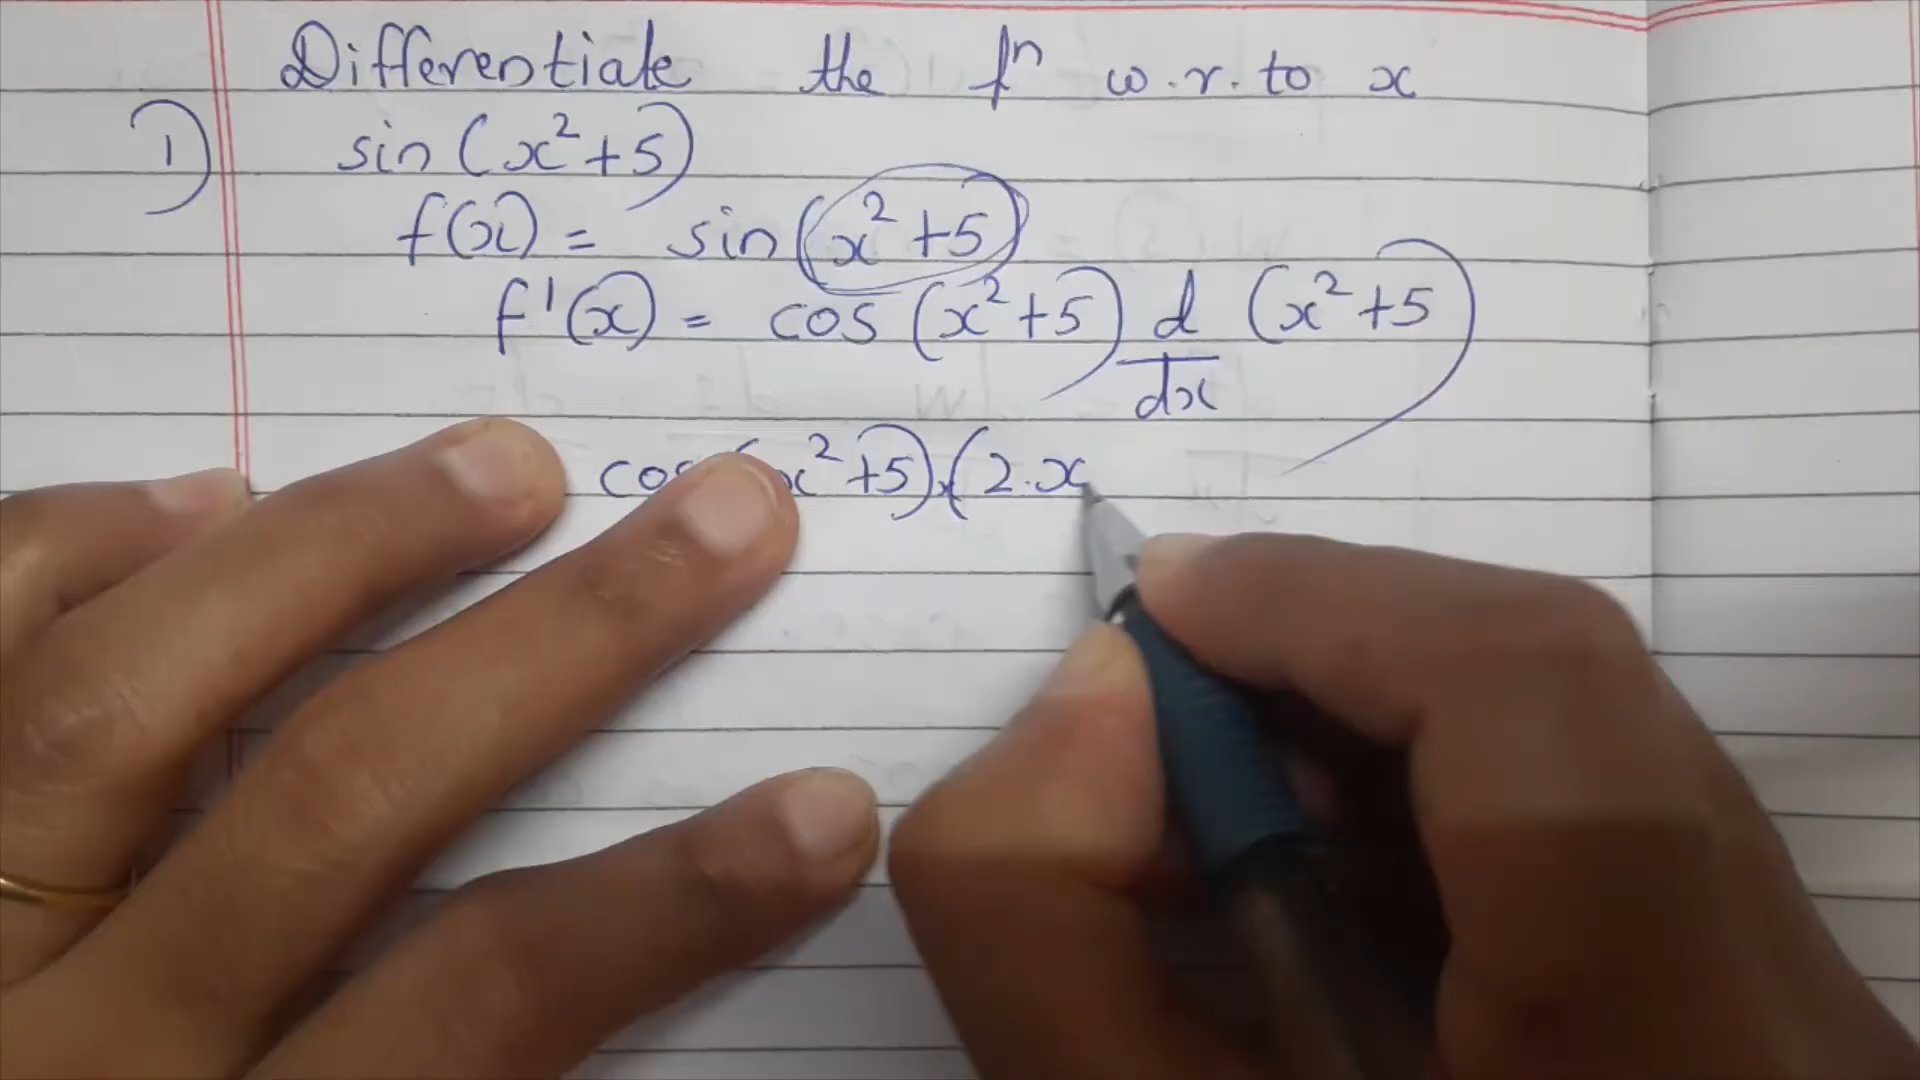 Differentiate the fⁿ w.r.to x
1) sin(x²+5)
f(x) = sin(x²+5)
f'(x) = cos(x²+5) d/dx (x²+5)
cos(x²+5).(2.x